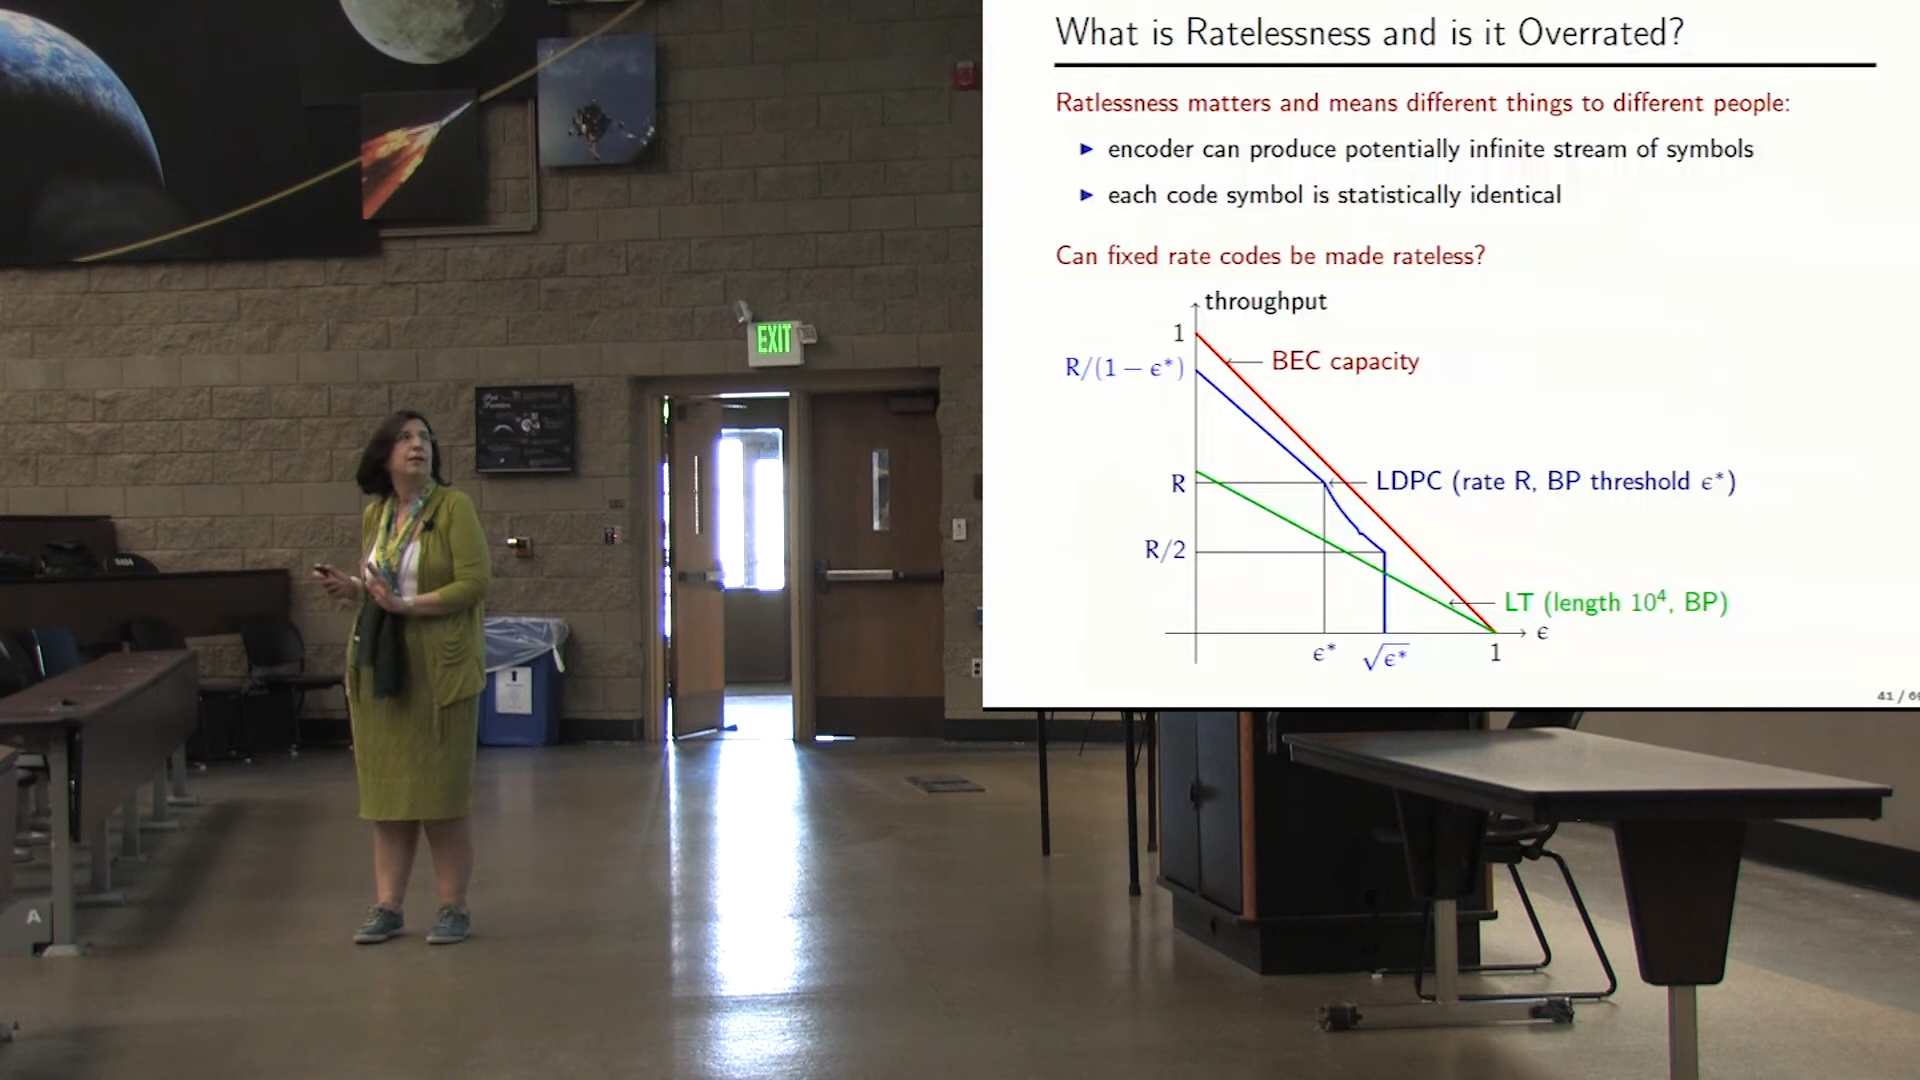 What is Ratelessness and is it Overrated?
Ratlessness matters and means different things to different people:
▶ encoder can produce potentially infinite stream of symbols
▶ each code symbol is statistically identical
Can fixed rate codes be made rateless?
throughput
1
BEC capacity
R/(1 − ϵ*)
EXIT
R
LDPC (rate R, BP threshold ϵ*)
R/2
LT (length 10⁴, BP)
ϵ
ϵ*
√ϵ*
1
41 /
A